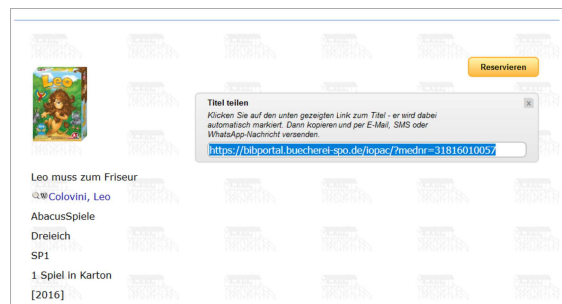 Reservieren
Leo
Titel teilen
x
Klicken Sie auf den unten gezeigten Link zum Titel - er wird dabei
automatisch markiert. Dann kopieren und per E-Mail, SMS oder
WhatsApp-Nachricht versenden.
https://bibportal.buecherei-spo.de/iopac/?mednr=31816010057
Leo muss zum Friseur
W Colovini, Leo
AbacusSpiele
Dreieich
SP1
1 Spiel in Karton
[2016]